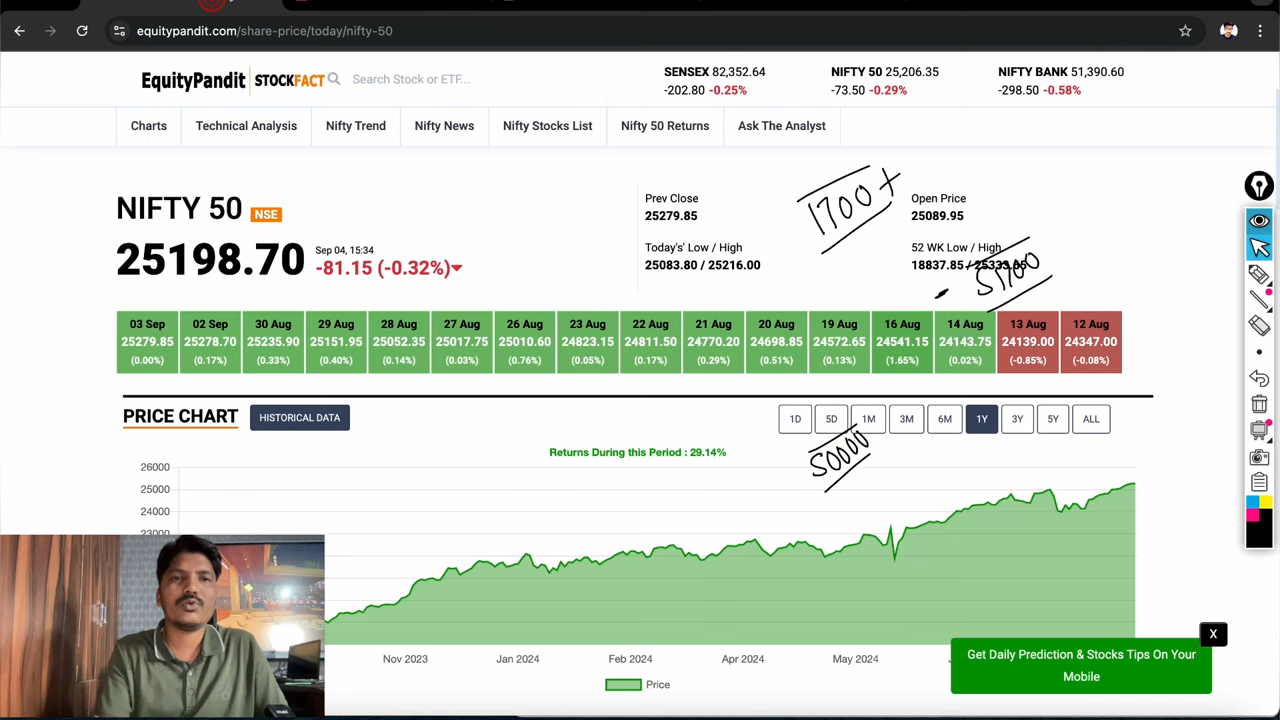 equitypandit.com/share-price/today/nifty-50
EquityPandit STOCKFACT
Search Stock or ETF...
SENSEX 82,352.64
-202.80 -0.25%
NIFTY 50 25,206.35
-73.50 -0.29%
NIFTY BANK 51,390.60
-298.50 -0.58%
Charts Technical Analysis Nifty Trend Nifty News Nifty Stocks List Nifty 50 Returns Ask The Analyst
NIFTY 50 NSE
25198.70 Sep 04, 15:34
-81.15 (-0.32%)
Prev Close
25279.85
Today's' Low / High
25083.80 / 25216.00
1700+
Open Price
25089.95
52 WK Low / High
18837.85 / 25333.65
51700
03 Sep 02 Sep 30 Aug 29 Aug 28 Aug 27 Aug 26 Aug 23 Aug 22 Aug 21 Aug 20 Aug 19 Aug 16 Aug 14 Aug 13 Aug 12 Aug
25279.85 25278.70 25235.90 25151.95 25052.35 25017.75 25010.60 24823.15 24811.50 24770.20 24698.85 24572.65 24541.15 24143.75 24139.00 24347.00
(0.00%) (0.17%) (0.33%) (0.40%) (0.14%) (0.03%) (0.76%) (0.05%) (0.17%) (0.29%) (0.51%) (0.13%) (1.65%) (0.02%) (-0.85%) (-0.08%)
PRICE CHART HISTORICAL DATA
1D 5D 1M 3M 6M 1Y 3Y 5Y ALL
50000
Returns During this Period : 29.14%
26000
25000
24000
23000
Nov 2023 Jan 2024 Feb 2024 Apr 2024 May 2024
Price
X
Get Daily Prediction & Stocks Tips On Your
Mobile